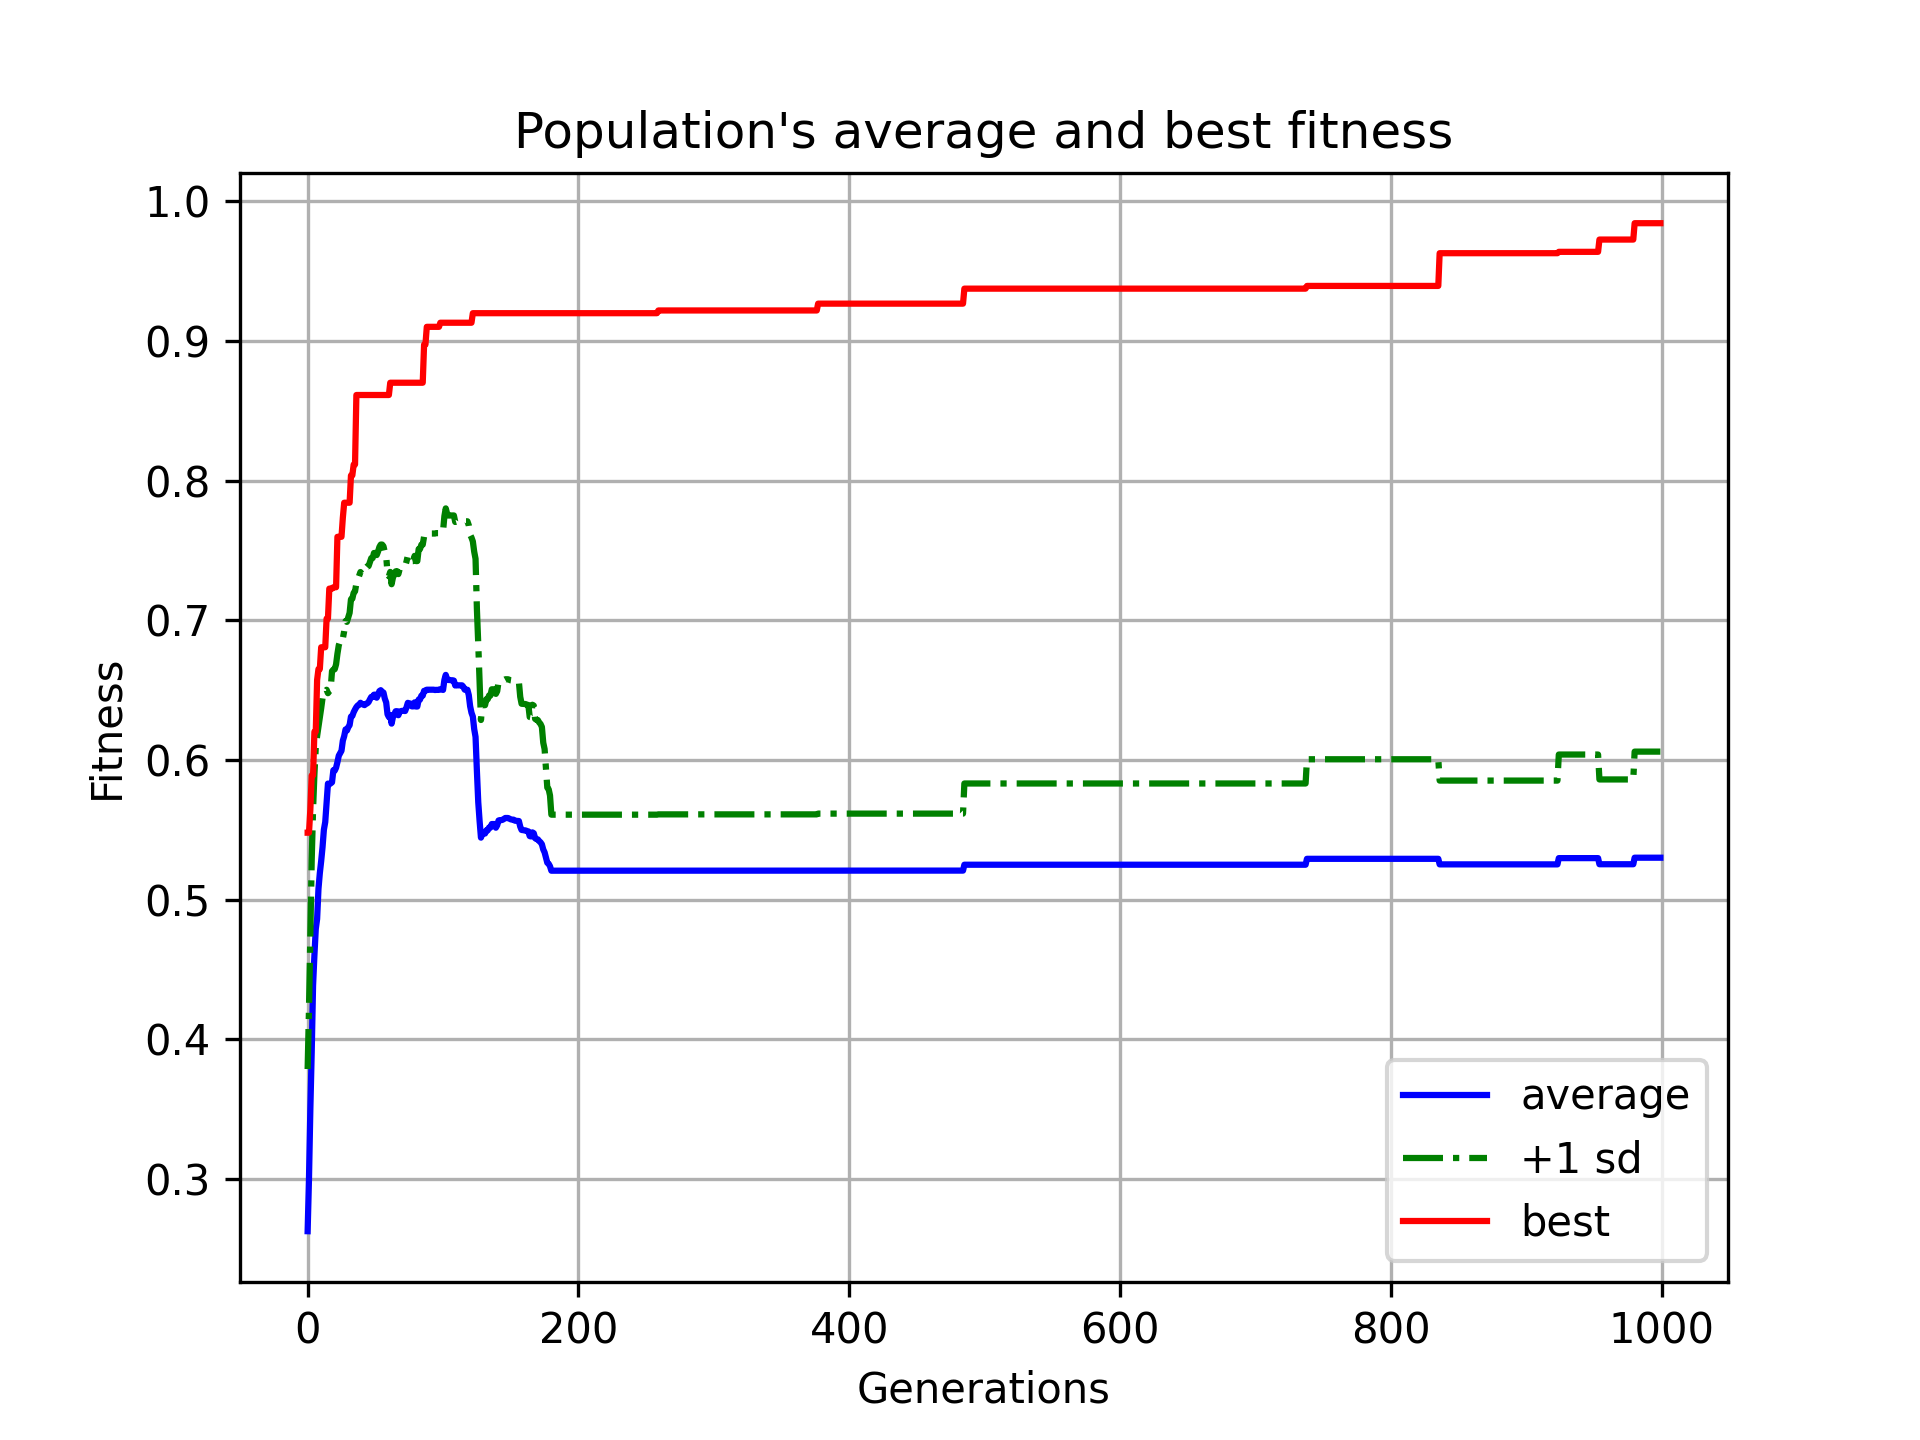 Population's average and best fitness
1.0
0.9
0.8
0.7
0.6
0.5
0.4
0.3
Fitness
average
+1 sd
best
0 200 400 600 800 1000
Generations